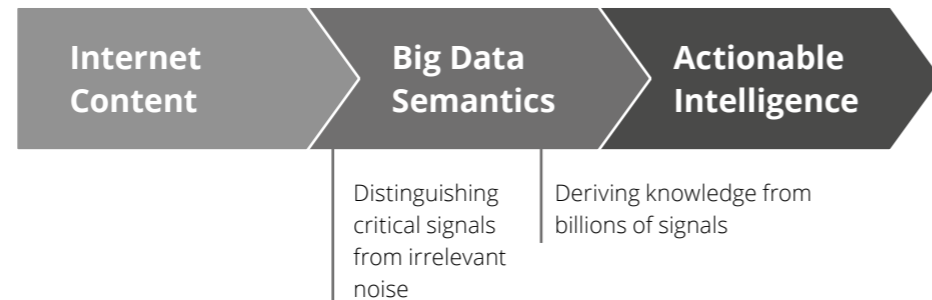 Internet
Content
Big Data
Semantics
Actionable
Intelligence
Distinguishing
critical signals
from irrelevant
noise
Deriving knowledge from
billions of signals